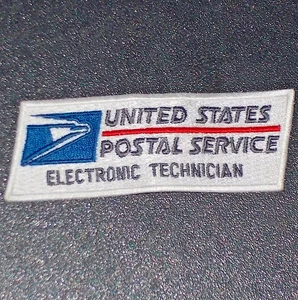 UNITED STATES
POSTAL SERVICE
ELECTRONIC TECHNICIAN